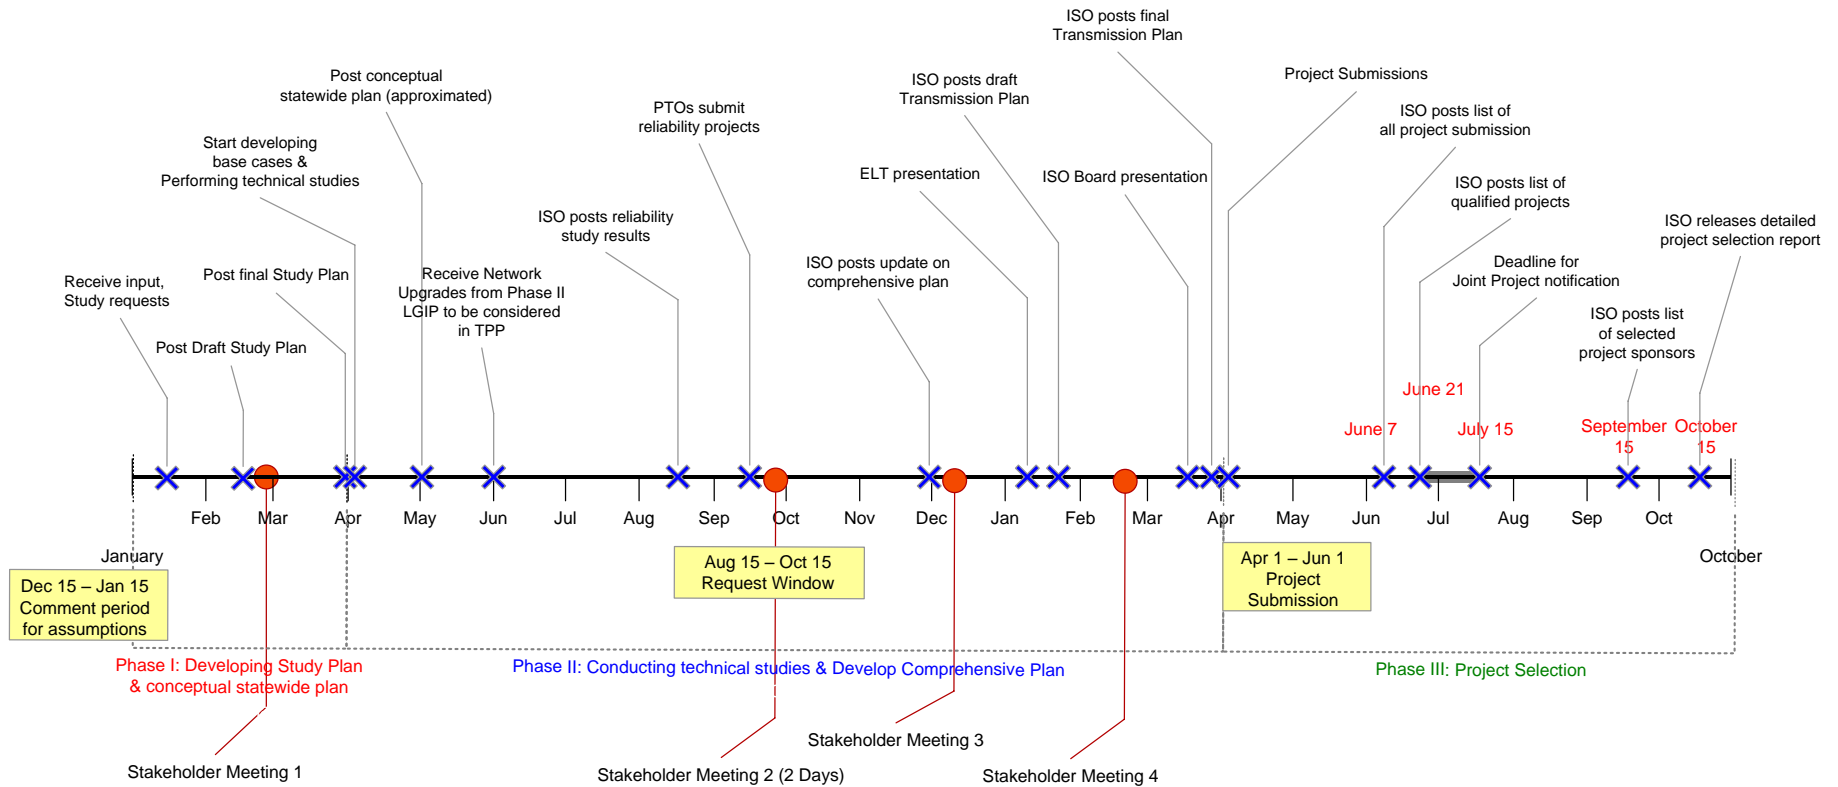 ISO posts final
Transmission Plan
Post conceptual
statewide plan (approximated)
ISO posts draft
Transmission Plan
Project Submissions
PTOs submit
reliability projects
ISO posts list of
all project submission
Start developing
base cases &
Performing technical studies
ELT presentation
ISO Board presentation
ISO posts list of
qualified projects
ISO posts reliability
study results
ISO releases detailed
project selection report
Receive input,
Study requests
Post final Study Plan
Receive Network
Upgrades from Phase II
LGIP to be considered
in TPP
ISO posts update on
comprehensive plan
Deadline for
Joint Project notification
ISO posts list
of selected
project sponsors
Post Draft Study Plan
June 21
June 7
July 15
September
15
October
15
Feb
Mar
Apr
May
Jun
Jul
Aug
Sep
Oct
Nov
Dec
Jan
Feb
Mar
Apr
May
Jun
Jul
Aug
Sep
Oct
January
October
Dec 15 – Jan 15
Comment period
for assumptions
Aug 15 – Oct 15
Request Window
Apr 1 – Jun 1
Project
Submission
Phase I: Developing Study Plan
& conceptual statewide plan
Phase II: Conducting technical studies & Develop Comprehensive Plan
Phase III: Project Selection
Stakeholder Meeting 1
Stakeholder Meeting 2 (2 Days)
Stakeholder Meeting 3
Stakeholder Meeting 4